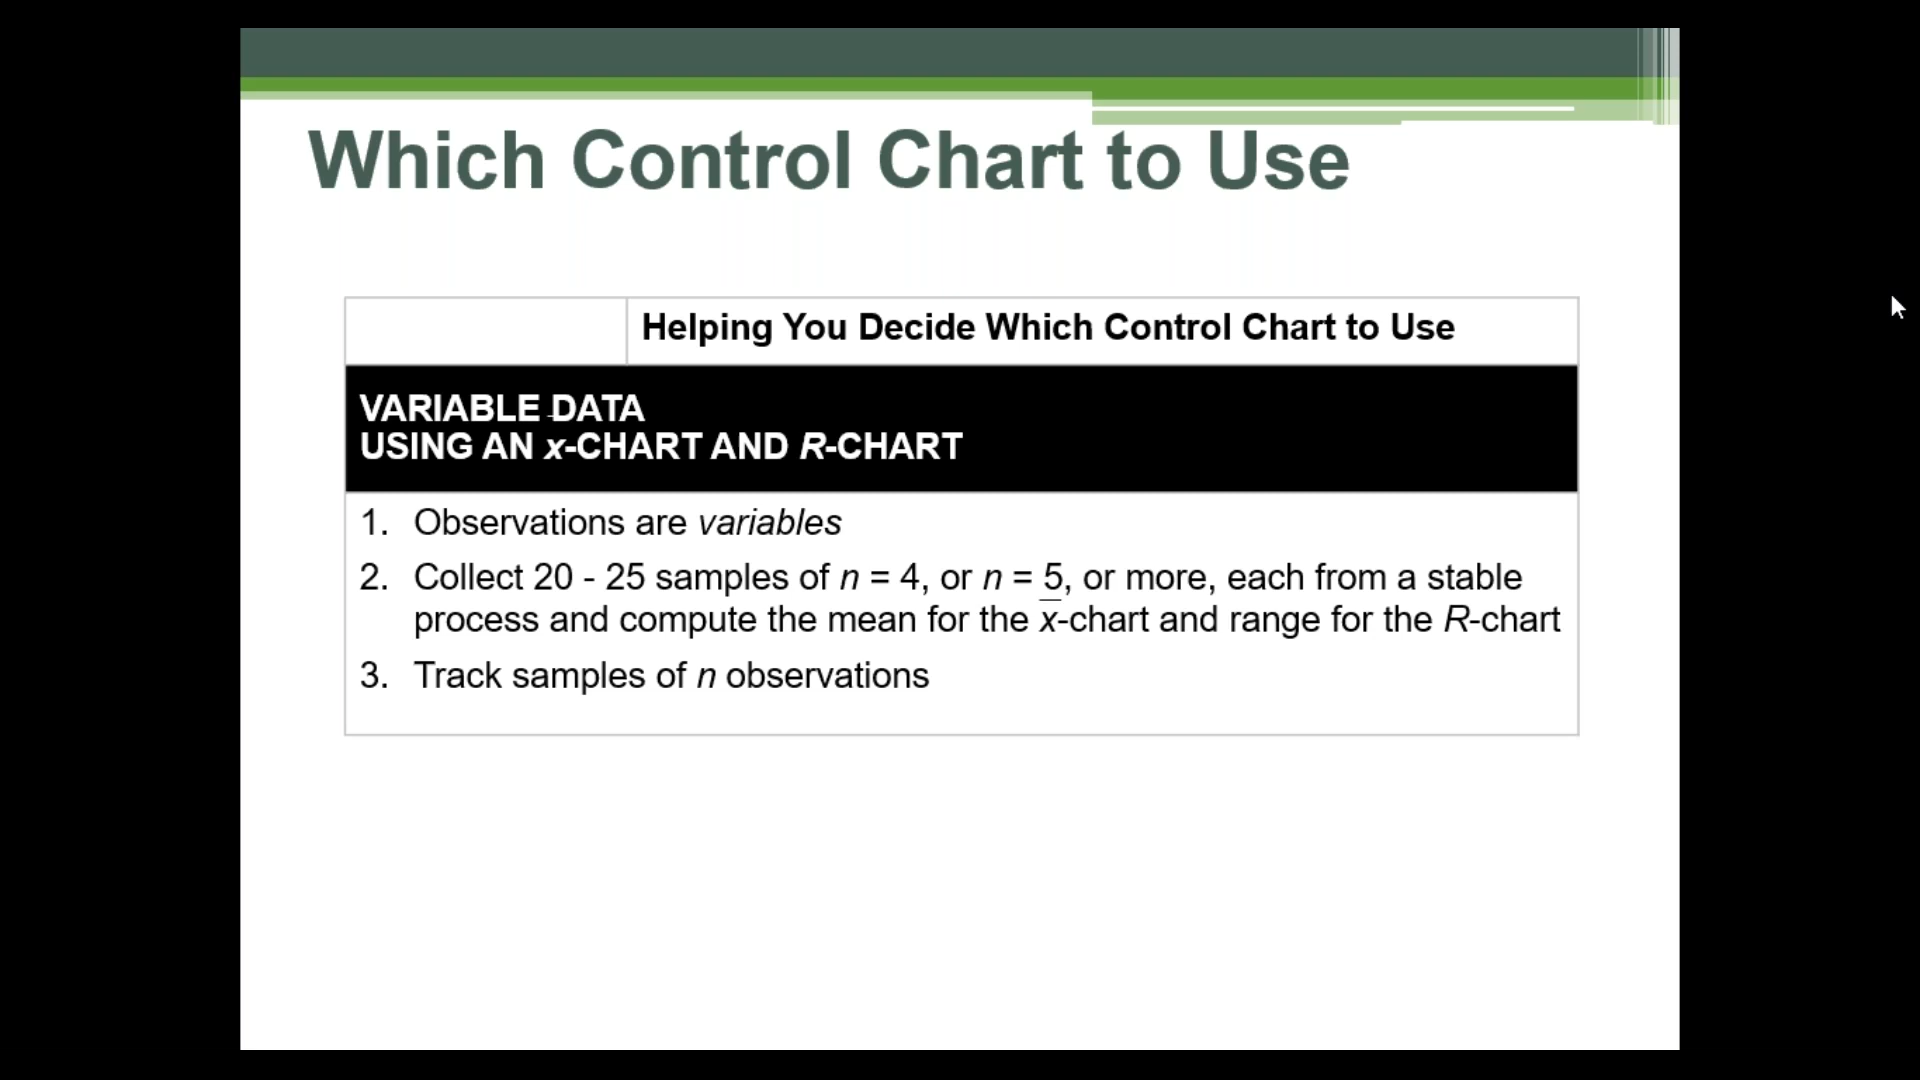 Which Control Chart to Use
Helping You Decide Which Control Chart to Use
VARIABLE DATA
USING AN x̅-CHART AND R-CHART
1. Observations are variables
2. Collect 20 - 25 samples of n = 4, or n = 5, or more, each from a stable
process and compute the mean for the x̅-chart and range for the R-chart
3. Track samples of n observations